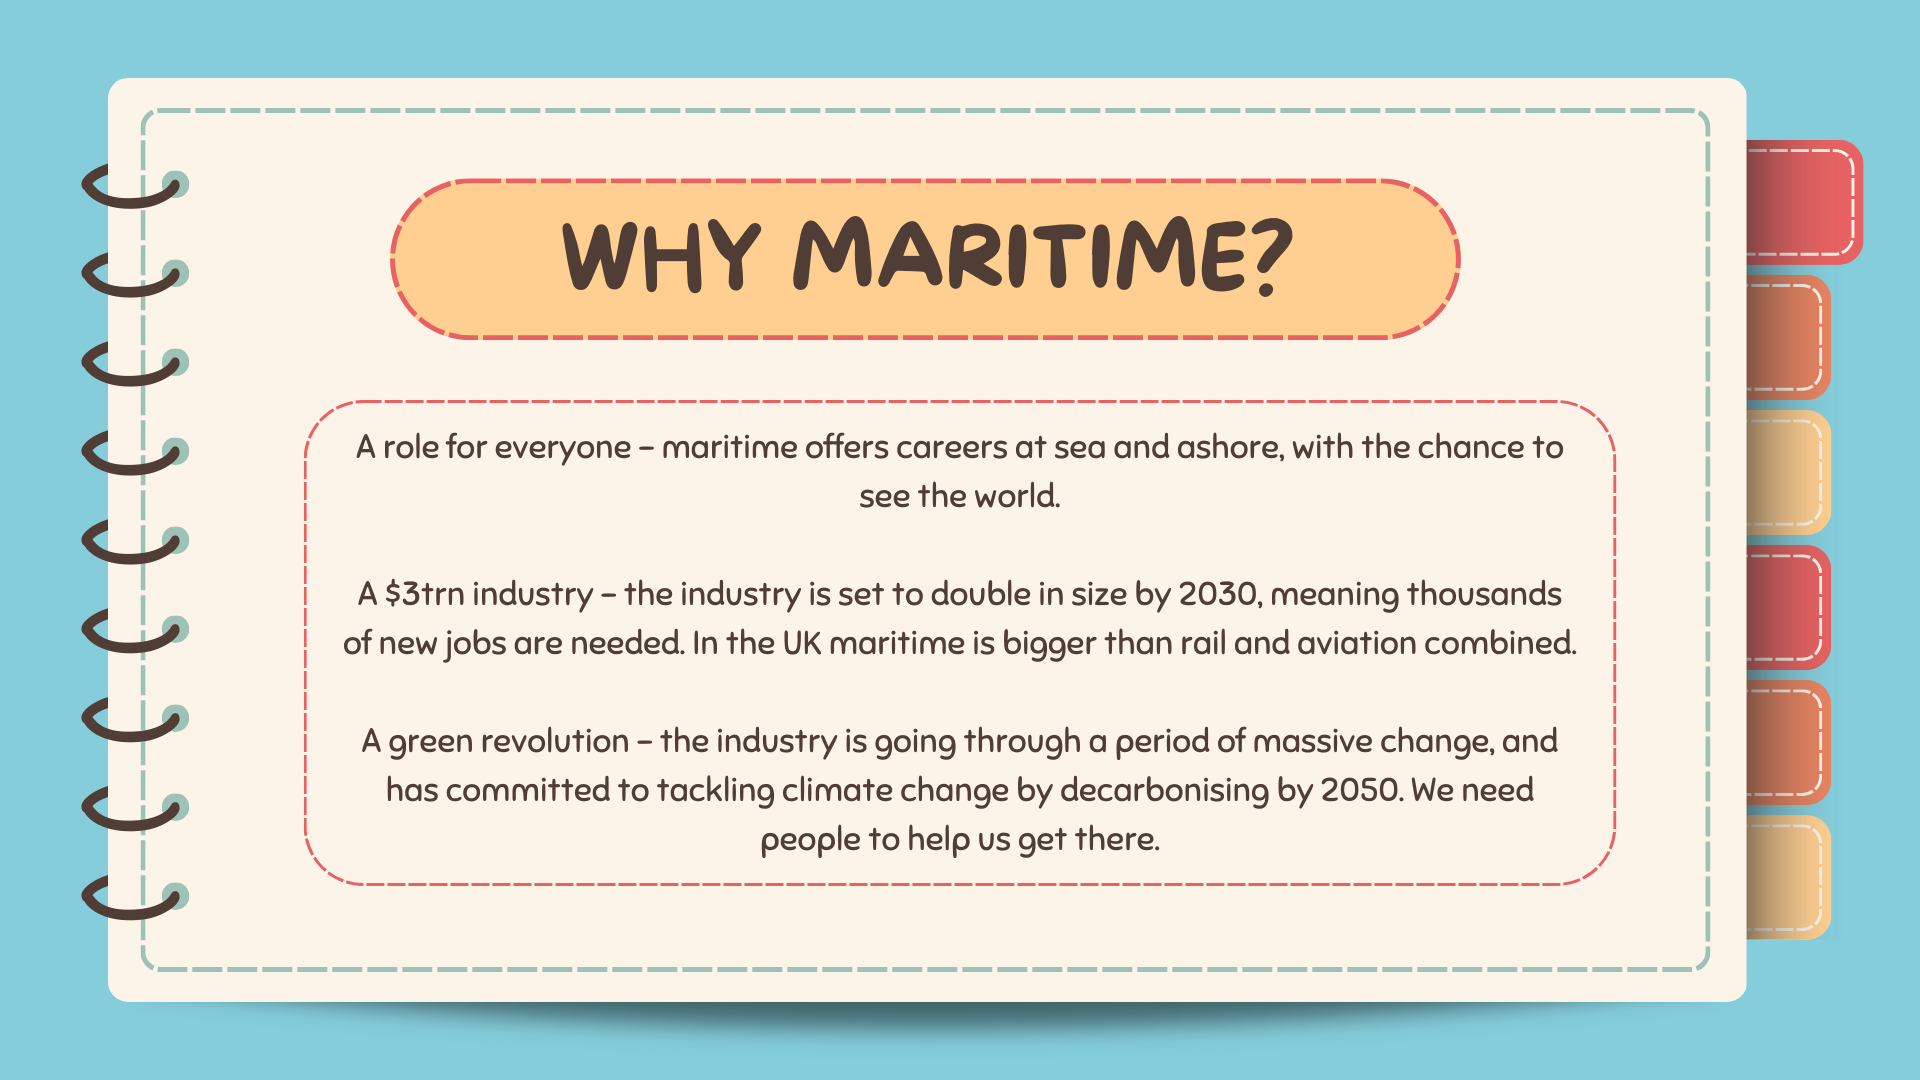 WHY MARITIME?
A role for everyone – maritime offers careers at sea and ashore, with the chance to
see the world.
A $3trn industry – the industry is set to double in size by 2030, meaning thousands
of new jobs are needed. In the UK maritime is bigger than rail and aviation combined.
A green revolution – the industry is going through a period of massive change, and
has committed to tackling climate change by decarbonising by 2050. We need
people to help us get there.